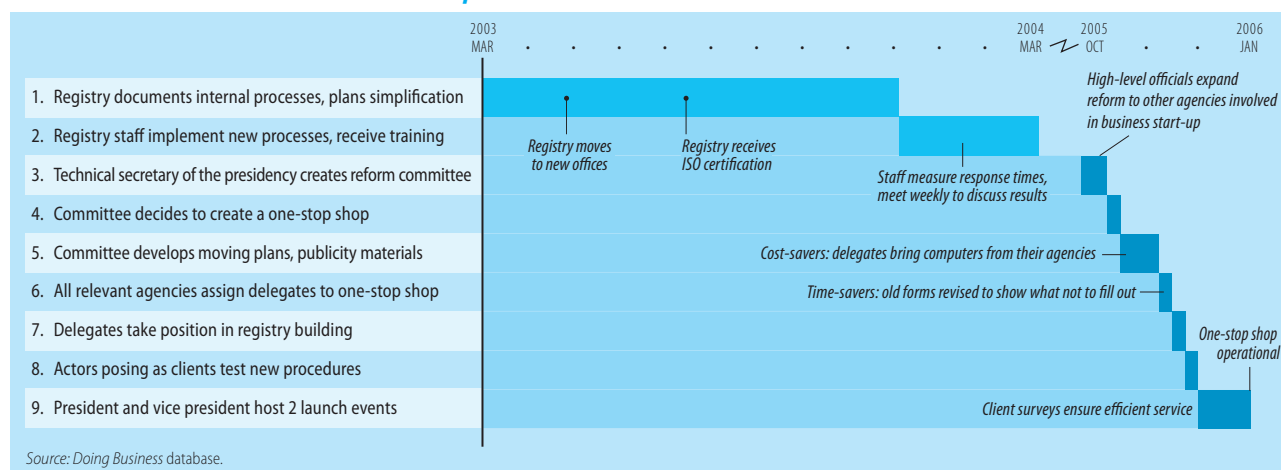 2003
MAR
2004
MAR
2005
OCT
2006
JAN
High-level officials expand
reform to other agencies involved
in business start-up
1. Registry documents internal processes, plans simplification
2. Registry staff implement new processes, receive training
Registry moves
to new offices
Registry receives
ISO certification
3. Technical secretary of the presidency creates reform committee
Staff measure response times,
meet weekly to discuss results
4. Committee decides to create a one-stop shop
5. Committee develops moving plans, publicity materials
Cost-savers: delegates bring computers from their agencies
6. All relevant agencies assign delegates to one-stop shop
Time-savers: old forms revised to show what not to fill out
7. Delegates take position in registry building
One-stop shop
operational
8. Actors posing as clients test new procedures
9. President and vice president host 2 launch events
Client surveys ensure efficient service
Source: Doing Business database.